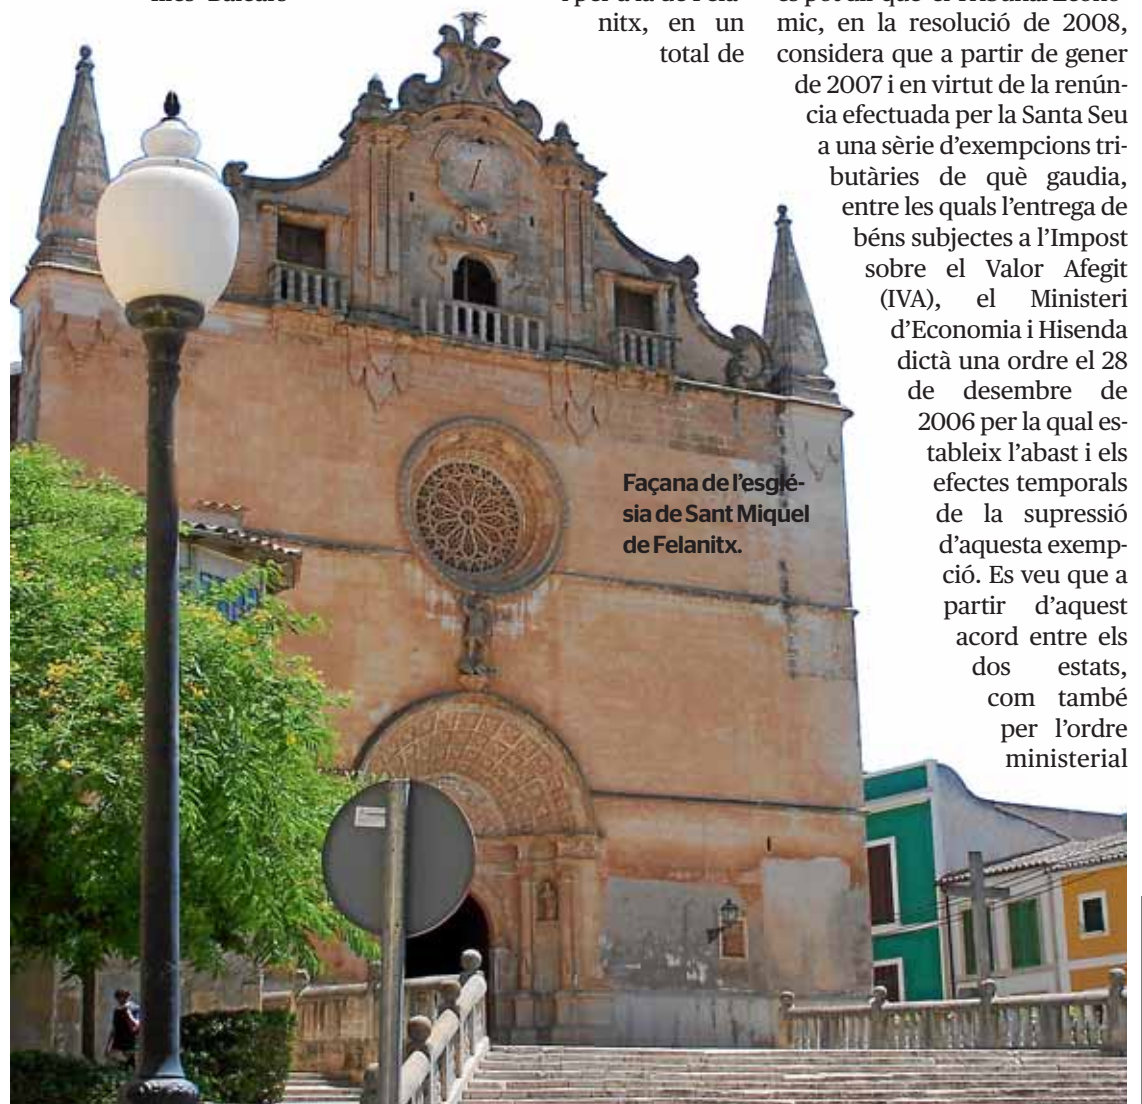 nitx, en un
total de
mic, en la resolució de 2008,
considera que a partir de gener
de 2007 i en virtut de la renún-
cia efectuada per la Santa Seu
a una sèrie d’exempcions tri-
butàries de què gaudia,
entre les quals l’entrega de
béns subjectes a l’Impost
sobre el Valor Afegit
(IVA), el Ministeri
d’Economia i Hisenda
dictà una ordre el 28
de desembre de
2006 per la qual es-
tableix l’abast i els
efectes temporals
de la supressió
d’aquesta exemp-
ció. Es veu que a
partir d’aquest
acord entre els
dos estats,
com també
per l’ordre
ministerial
Façana de l’esglé-
sia de Sant Miquel
de Felanitx.